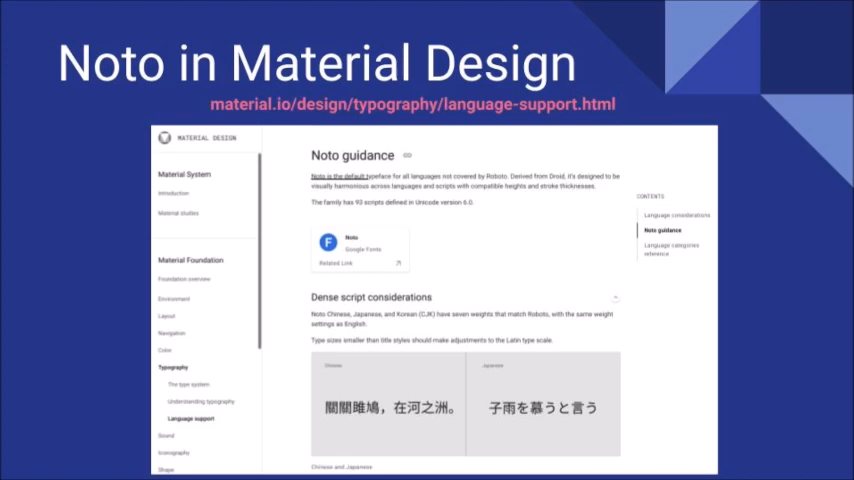 Noto in Material Design
material.io/design/typography/language-support.html
MATERIAL DESIGN
Material System
Introduction
Material studies
Material Foundation
Foundation overview
Environment
Layout
Navigation
Color
Typography
The type system
Understanding typography
Language support
Sound
Iconography
Shape
Noto guidance
Noto is the default typeface for all languages not covered by Roboto. Derived from Droid, it's designed to be
visually harmonious across languages and scripts with compatible heights and stroke thicknesses.
The family has 93 scripts defined in Unicode version 6.0.
F
Noto
Google Fonts
Related Link
Dense script considerations
Noto Chinese, Japanese, and Korean (CJK) have seven weights that match Roboto, with the same weight
settings as English.
Type sizes smaller than title styles should make adjustments to the Latin type scale.
Chinese
關關雎鳩，在河之洲。
Japanese
子雨を慕うと言う
Chinese and Japanese
CONTENTS
Language considerations
Noto guidance
Language categories
reference